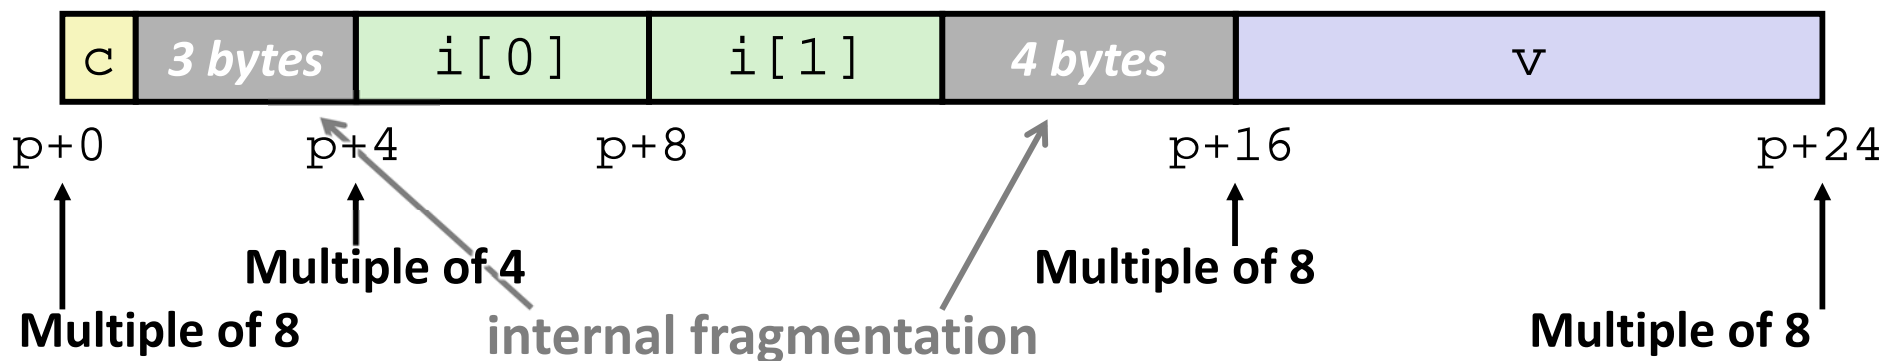 c 3 bytes i[0] i[1] 4 bytes v
p+0 p+4 p+8 p+16 p+24
Multiple of 4 Multiple of 8
Multiple of 8 internal fragmentation Multiple of 8